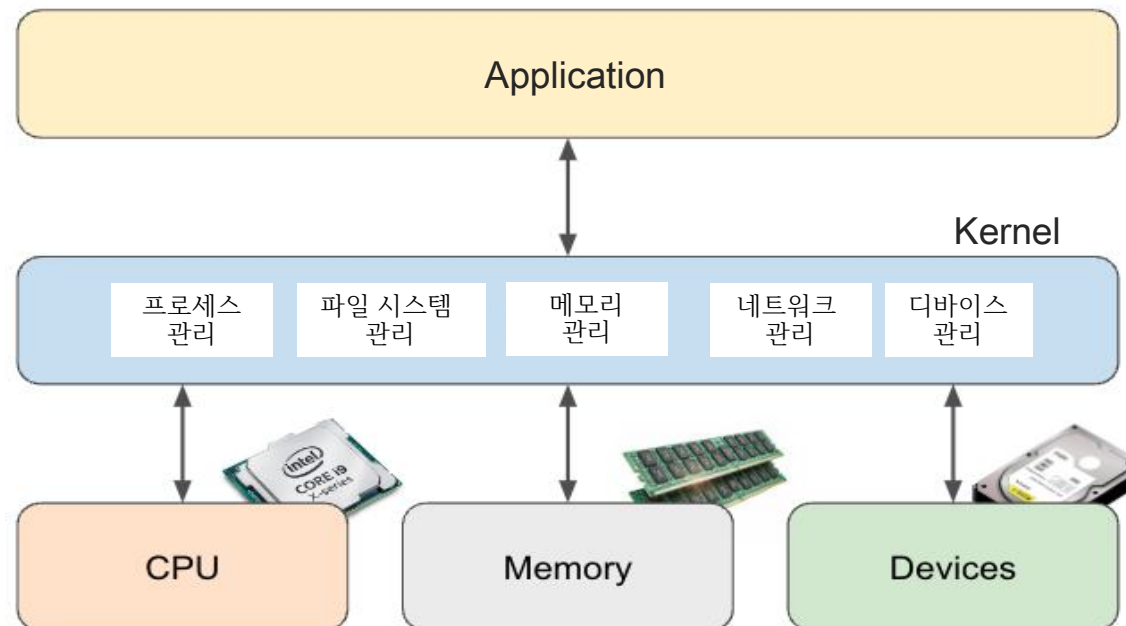 Application
Kernel
프로세스
관리
파일 시스템
관리
메모리
관리
네트워크
관리
디바이스
관리
intel
CORE i9
X-series
CPU
Memory
Devices